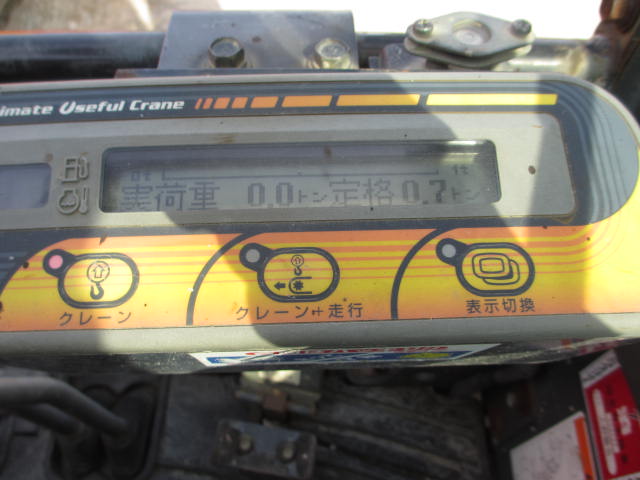 imate Useful Crane
実荷重 0.0トン 定格 0.7トン
クレーン
クレーン↔走行
表示切換